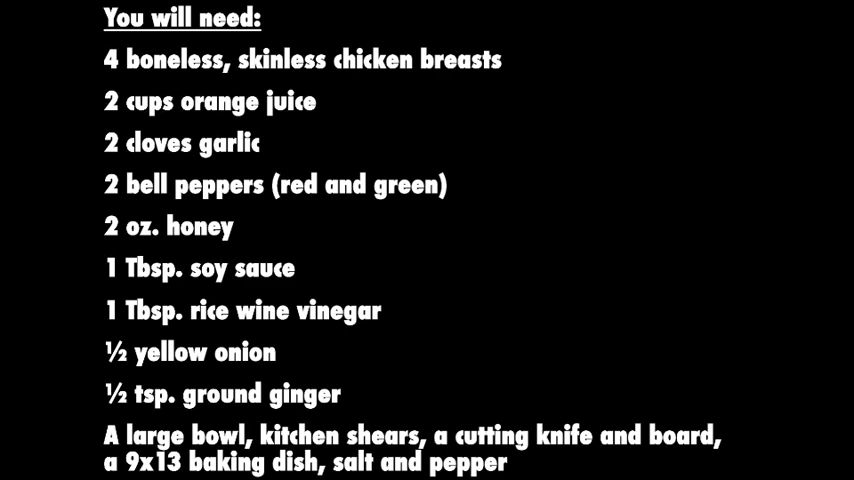 You will need:
4 boneless, skinless chicken breasts
2 cups orange juice
2 cloves garlic
2 bell peppers (red and green)
2 oz. honey
1 Tbsp. soy sauce
1 Tbsp. rice wine vinegar
½ yellow onion
½ tsp. ground ginger
A large bowl, kitchen shears, a cutting knife and board,
a 9x13 baking dish, salt and pepper